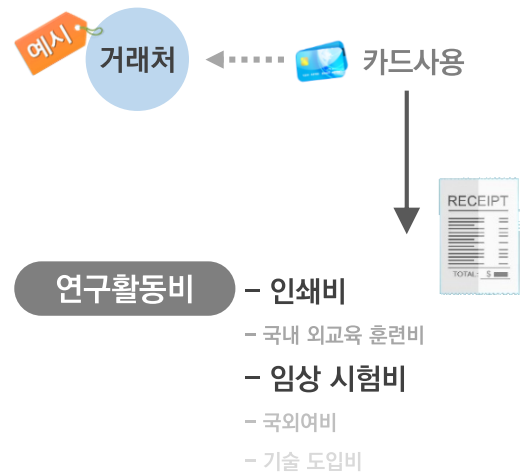 예시
거래처
카드사용
RECEIPT
TOTAL: $
연구활동비
- 인쇄비
- 국내 외교육 훈련비
- 임상 시험비
- 국외여비
- 기술 도입비